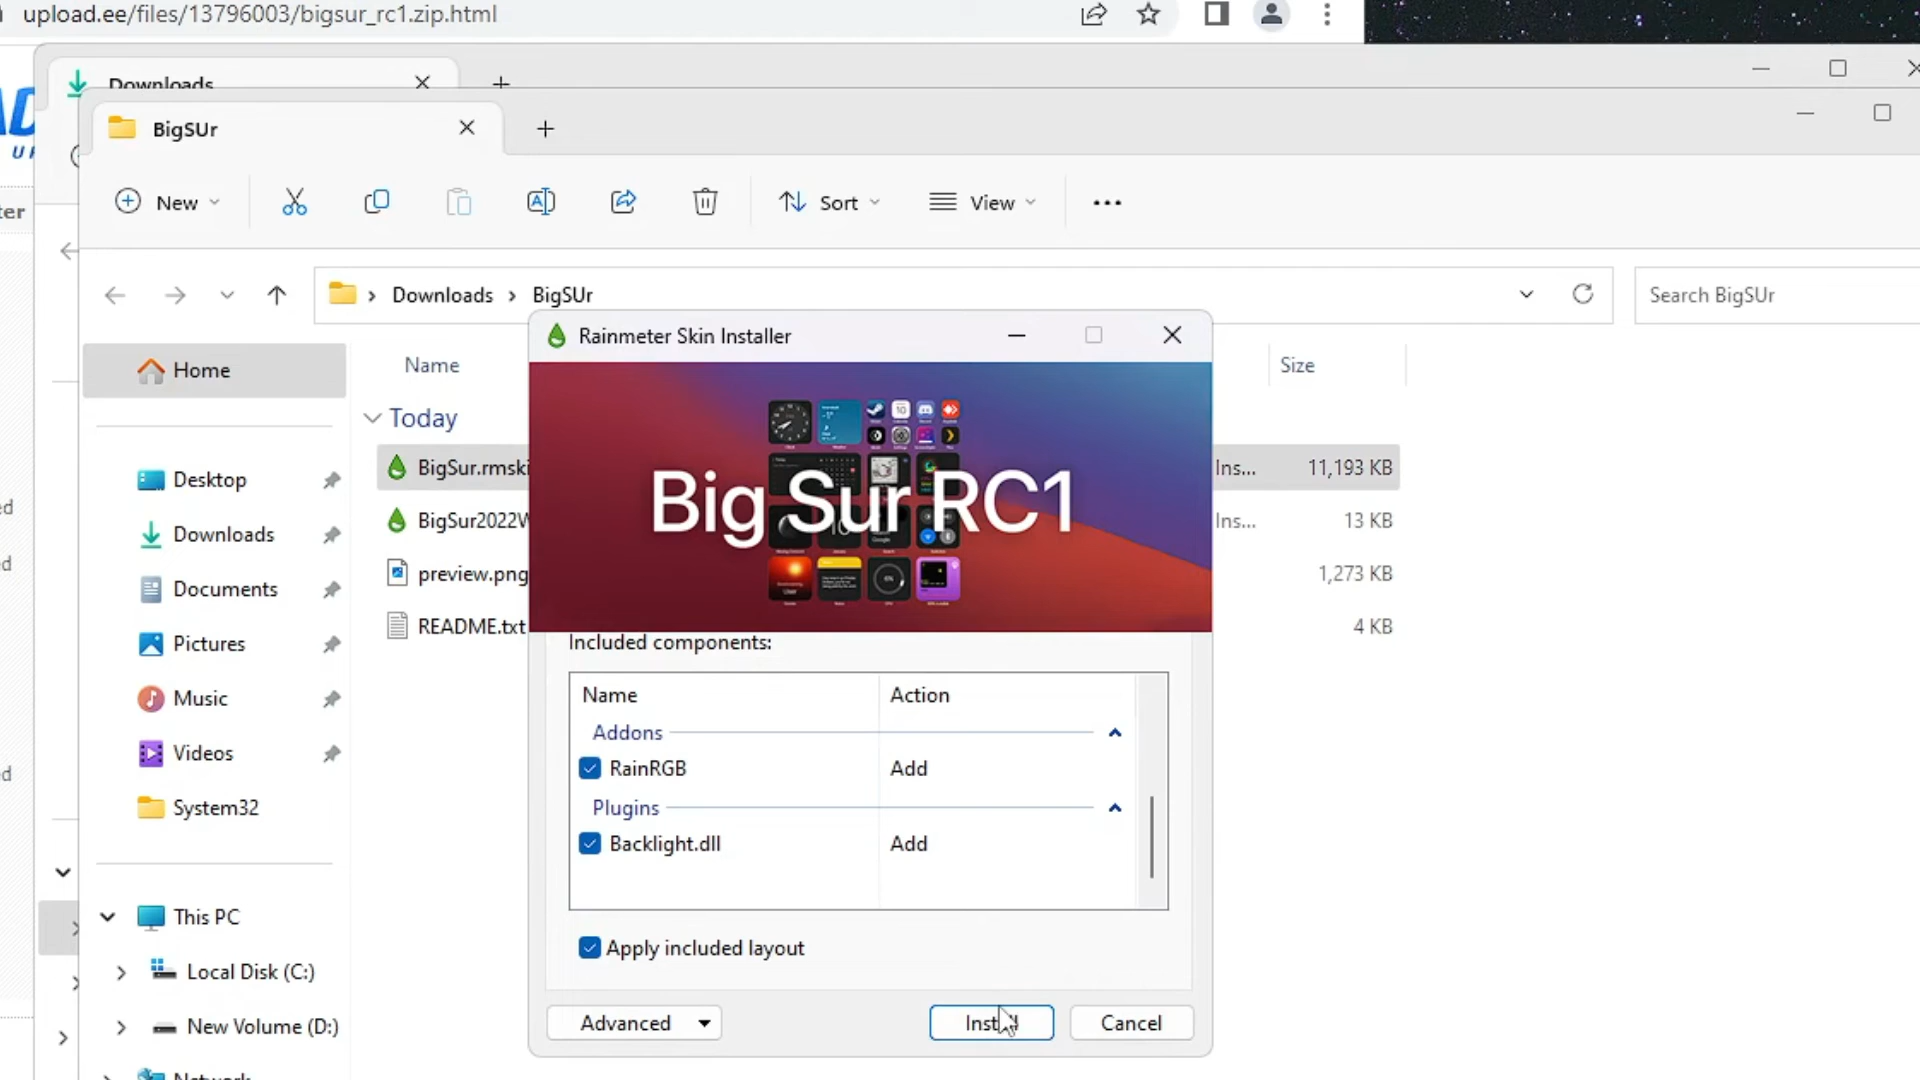 upload.ee/files/13796003/bigsur_rc1.zip.html
Downloads
BigSUr
New
Sort
View
Downloads
BigSUr
Search BigSUr
Rainmeter Skin Installer
Home
Name
Size
Today
Desktop
BigSur.rmski
Ins...
11,193 KB
Big Sur RC1
Downloads
BigSur2022W
Ins...
13 KB
Documents
preview.png
1,273 KB
Pictures
README.txt
4 KB
Included components:
Music
Name
Action
Addons
Videos
RainRGB
Add
System32
Plugins
Backlight.dll
Add
This PC
Apply included layout
Local Disk (C:)
New Volume (D:)
Advanced
Install
Cancel
Network